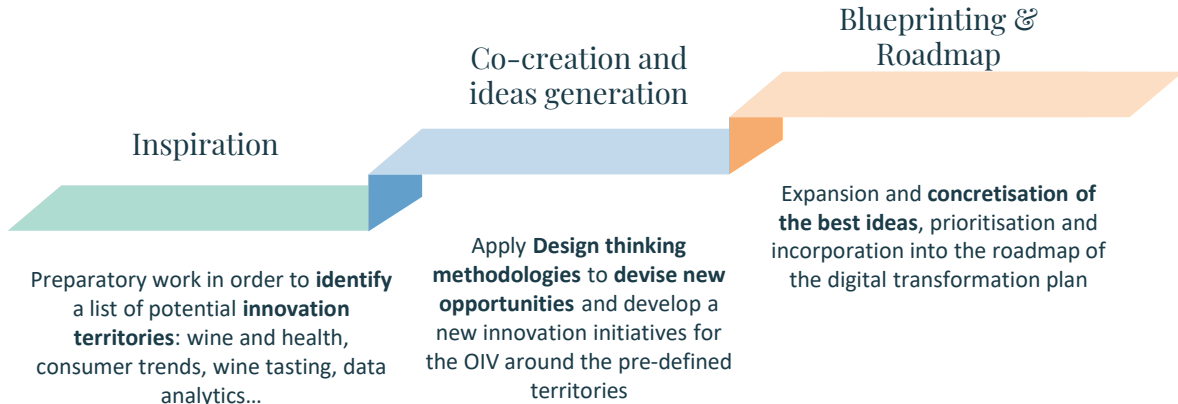 Inspiration
Preparatory work in order to identify
a list of potential innovation
territories: wine and health,
consumer trends, wine tasting, data
analytics…
Co-creation and
ideas generation
Apply Design thinking
methodologies to devise new
opportunities and develop a
new innovation initiatives for
the OIV around the pre-defined
territories
Blueprinting &
Roadmap
Expansion and concretisation of
the best ideas, prioritisation and
incorporation into the roadmap of
the digital transformation plan